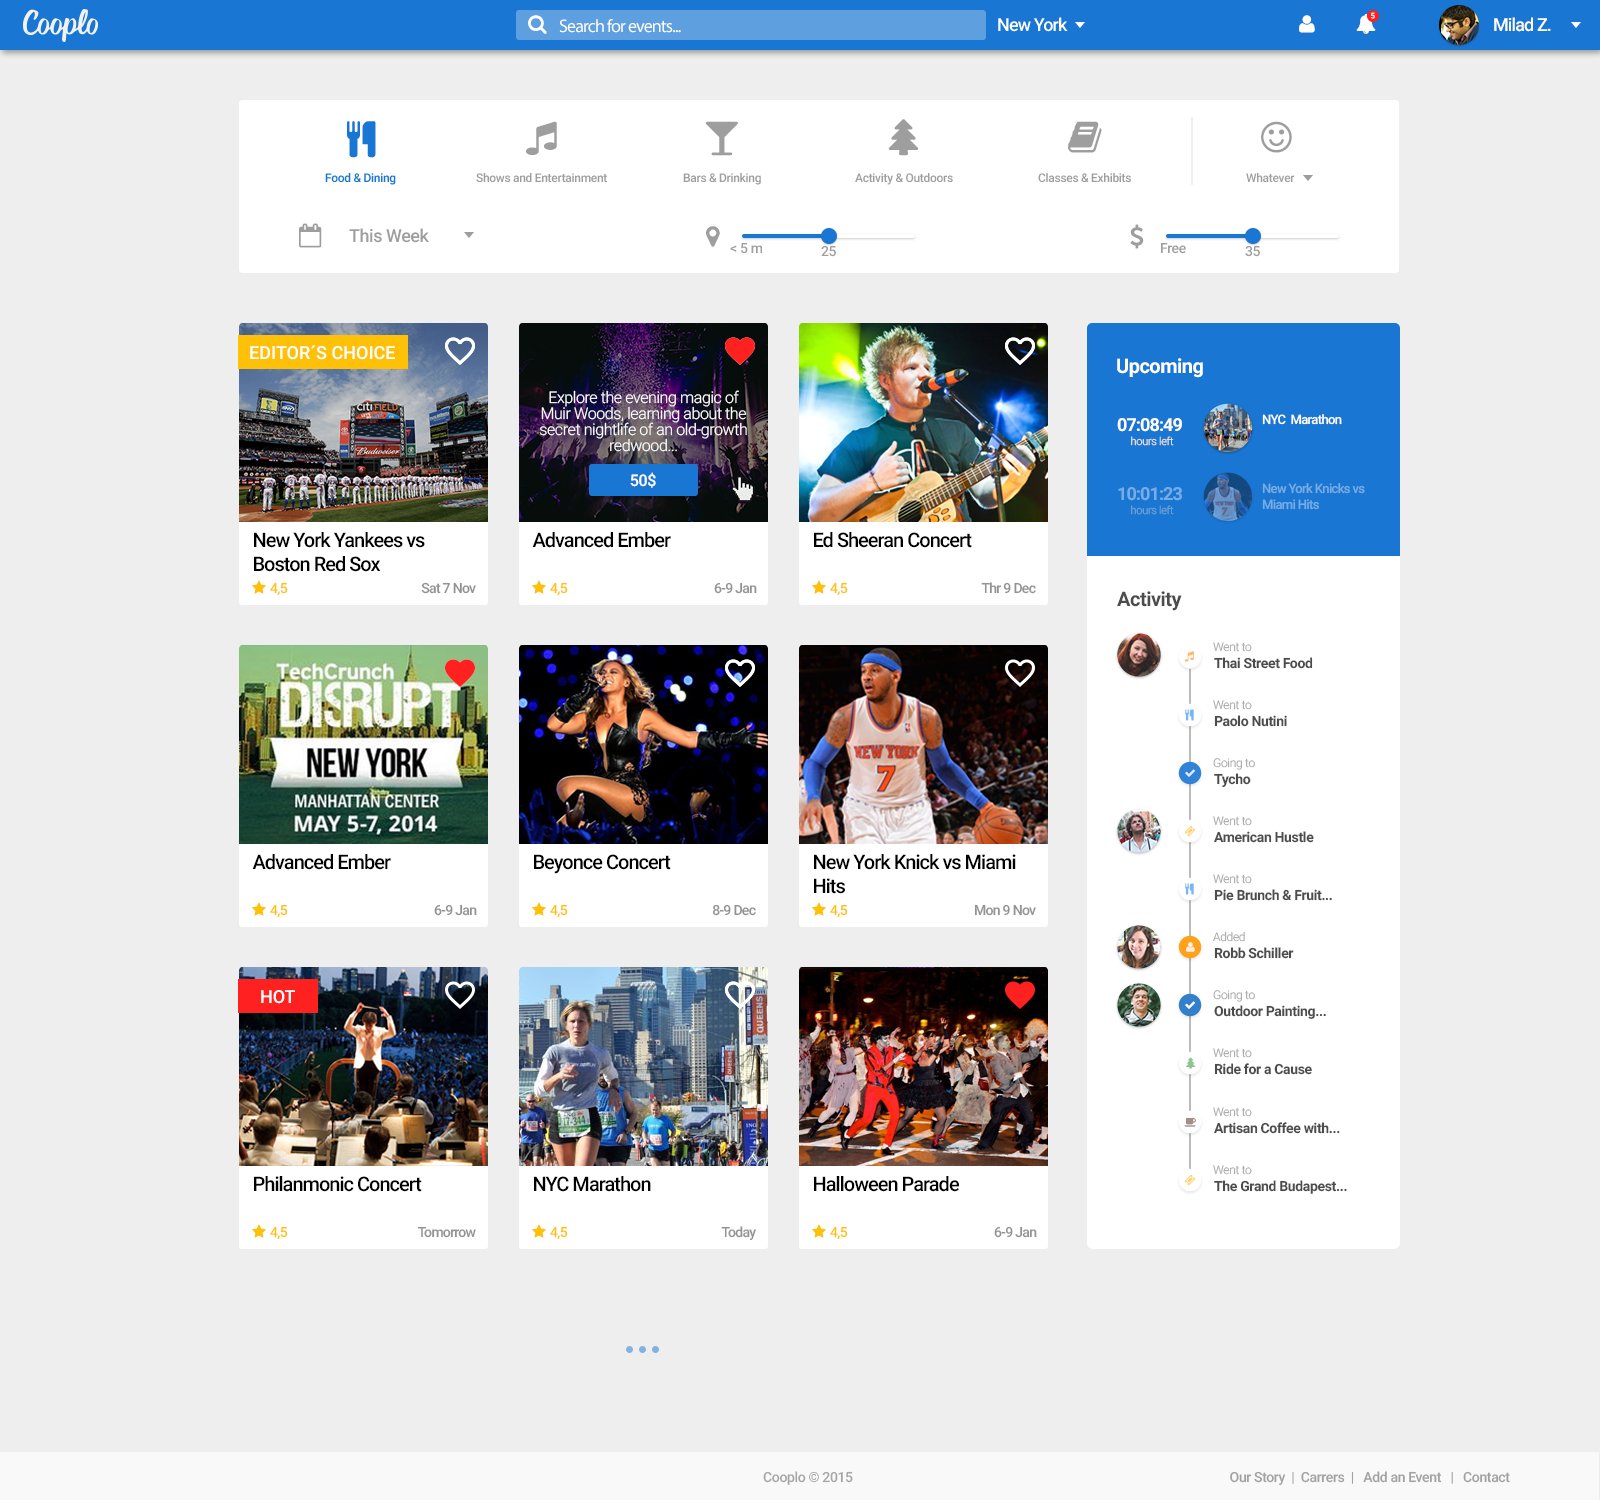 Cooplo
Search for events...
New York
5
Milad Z.
Food & Dining
Shows and Entertainment
Bars & Drinking
Activity & Outdoors
Classes & Exhibits
Whatever
This Week
< 5 m
25
$
Free
35
EDITOR´S CHOICE
citi FIELD
Budweiser
New York Yankees vs
Boston Red Sox
4,5
Sat 7 Nov
Explore the evening magic of
Muir Woods, learning about the
secret nightlife of an old-growth
redwood...
50$
Advanced Ember
4,5
6-9 Jan
Ed Sheeran Concert
4,5
Thr 9 Dec
Upcoming
07:08:49
hours left
NYC Marathon
10:01:23
hours left
New York Knicks vs
Miami Hits
TechCrunch
DISRUPT
NEW YORK
MANHATTAN CENTER
MAY 5-7, 2014
Advanced Ember
4,5
6-9 Jan
Beyonce Concert
4,5
8-9 Dec
NEW YORK
7
New York Knick vs Miami
Hits
4,5
Mon 9 Nov
HOT
Philanmonic Concert
4,5
Tomorrow
QUEENS
NYC Marathon
4,5
Today
Halloween Parade
4,5
6-9 Jan
Activity
Went to
Thai Street Food
Went to
Paolo Nutini
Going to
Tycho
Went to
American Hustle
Went to
Pie Brunch & Fruit...
Added
Robb Schiller
Going to
Outdoor Painting...
Went to
Ride for a Cause
Went to
Artisan Coffee with...
Went to
The Grand Budapest...
Cooplo © 2015
Our Story | Carrers | Add an Event | Contact